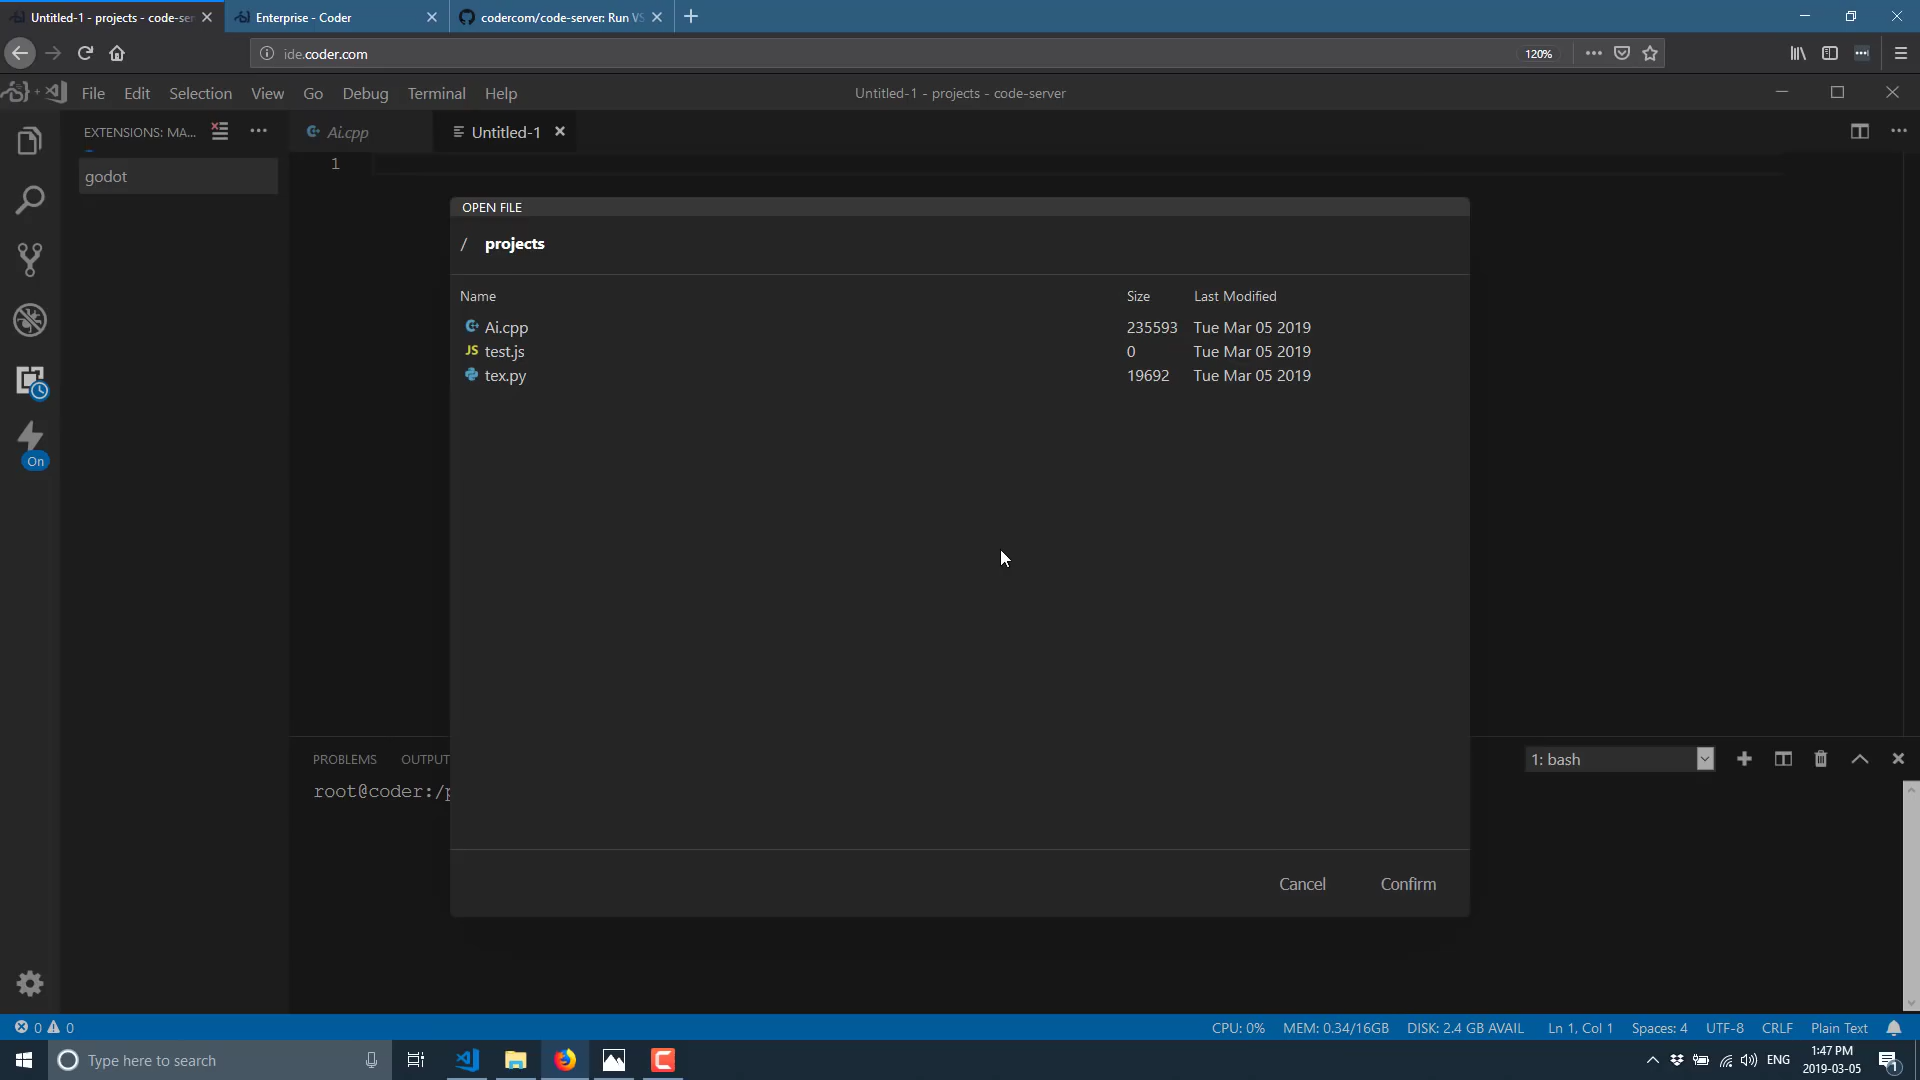 Untitled-1 - projects - code-ser
Enterprise - Coder
codercom/code-server: Run VS
ide.coder.com
120%
File Edit Selection View Go Debug Terminal Help
Untitled-1 - projects - code-server
EXTENSIONS: MA...
Ai.cpp
Untitled-1
godot
1
OPEN FILE
/ projects
Name Size Last Modified
Ai.cpp 235593 Tue Mar 05 2019
JS test.js 0 Tue Mar 05 2019
tex.py 19692 Tue Mar 05 2019
On
PROBLEMS OUTPUT
1: bash
root@coder:/p
Cancel Confirm
0 0
CPU: 0% MEM: 0.34/16GB DISK: 2.4 GB AVAIL Ln 1, Col 1 Spaces: 4 UTF-8 CRLF Plain Text
Type here to search
ENG
1:47 PM
2019-03-05
1